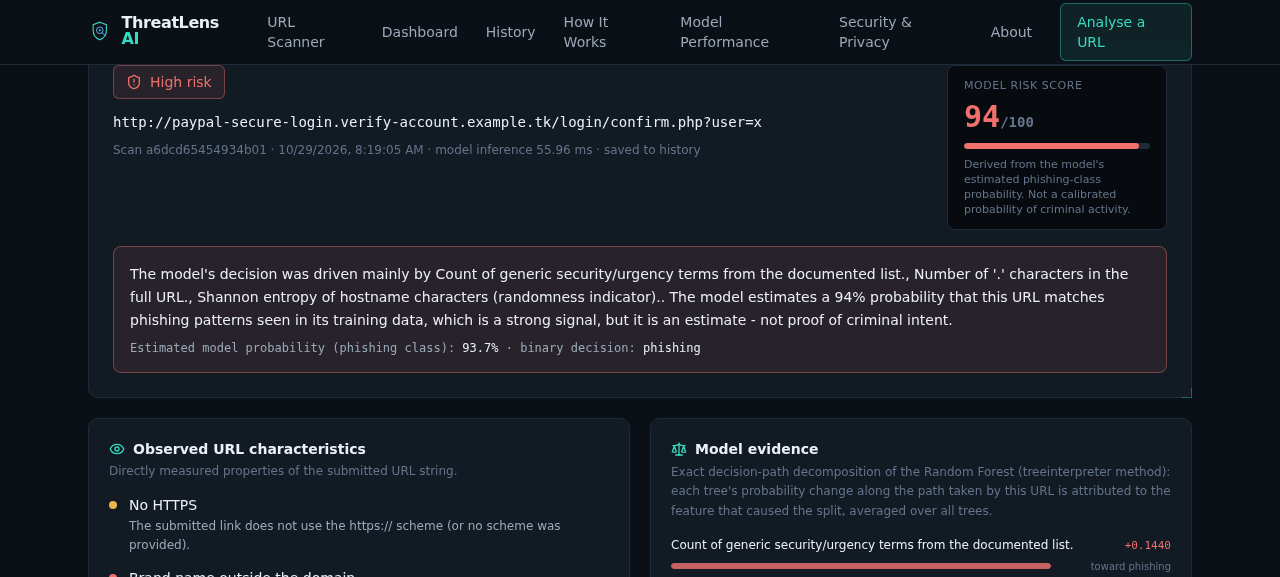 ThreatLens
AI
URL
Scanner
Dashboard
History
How It
Works
Model
Performance
Security &
Privacy
About
Analyse a
URL
High risk
http://paypal-secure-login.verify-account.example.tk/login/confirm.php?user=x
Scan a6dcd65454934b01 · 10/29/2026, 8:19:05 AM · model inference 55.96 ms · saved to history
MODEL RISK SCORE
94/100
Derived from the model's
estimated phishing-class
probability. Not a calibrated
probability of criminal activity.
The model's decision was driven mainly by Count of generic security/urgency terms from the documented list., Number of '.' characters in the
full URL., Shannon entropy of hostname characters (randomness indicator).. The model estimates a 94% probability that this URL matches
phishing patterns seen in its training data, which is a strong signal, but it is an estimate - not proof of criminal intent.
Estimated model probability (phishing class): 93.7% · binary decision: phishing
Observed URL characteristics
Directly measured properties of the submitted URL string.
No HTTPS
The submitted link does not use the https:// scheme (or no scheme was
provided).
Brand name outside the domain
Model evidence
Exact decision-path decomposition of the Random Forest (treeinterpreter method):
each tree's probability change along the path taken by this URL is attributed to the
feature that caused the split, averaged over all trees.
Count of generic security/urgency terms from the documented list.
+0.1440
toward phishing